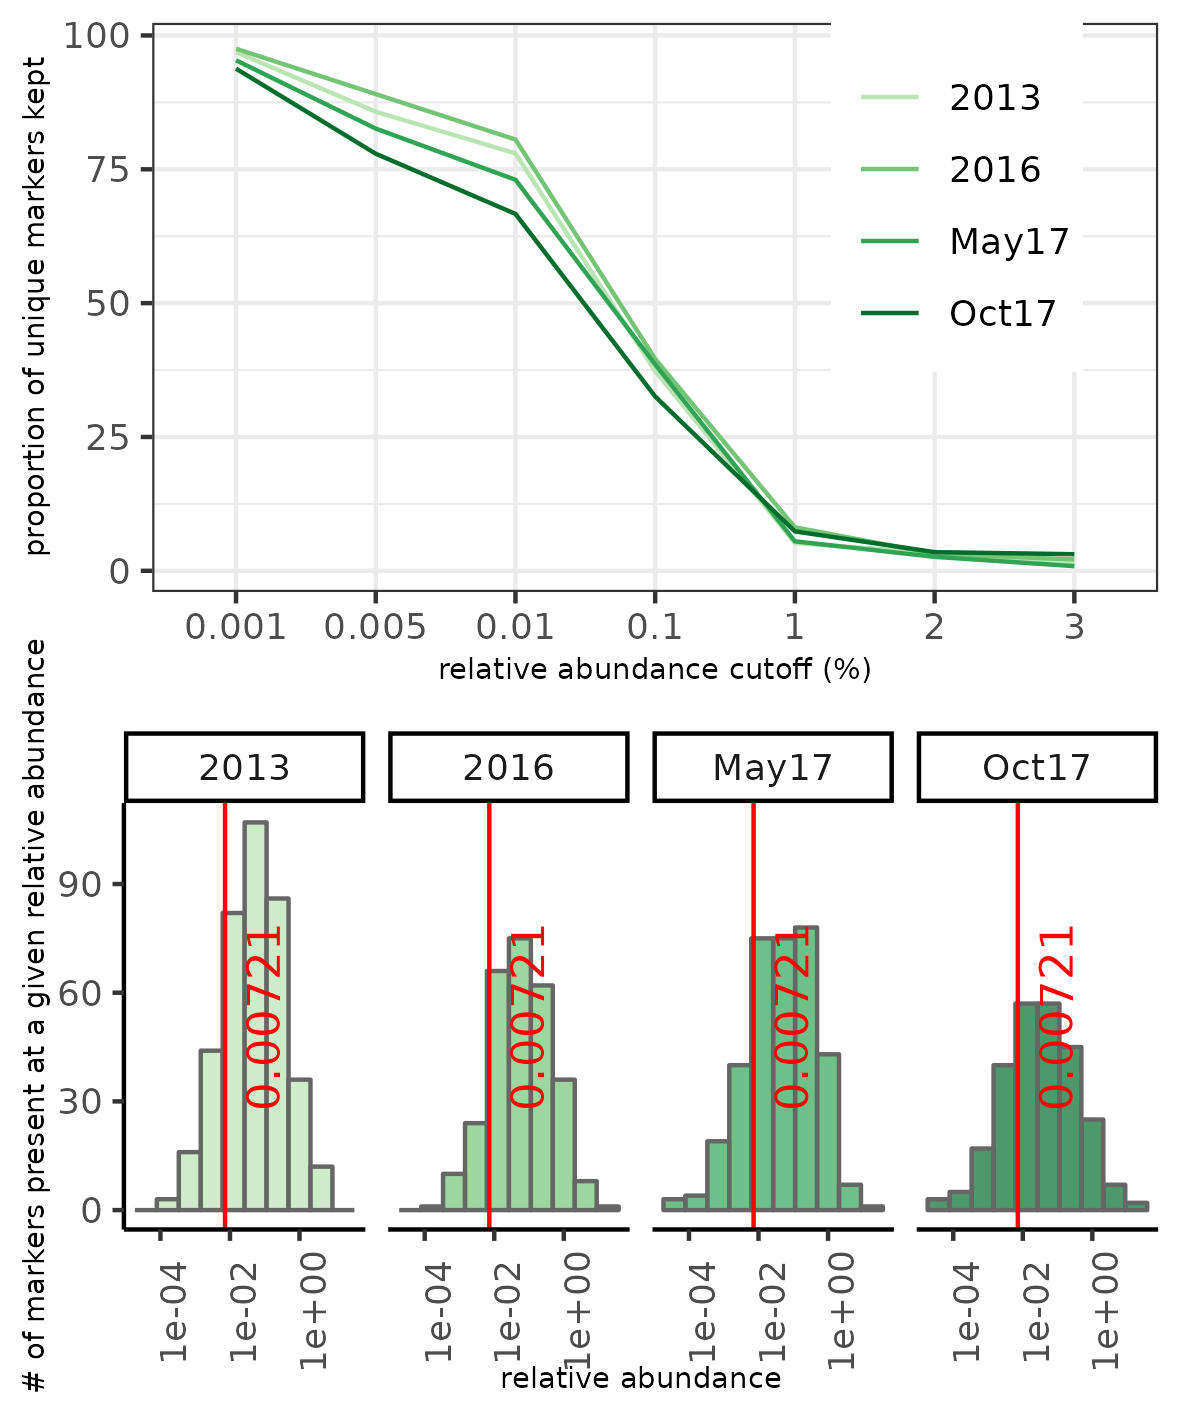 proportion of unique markers kept
100
75
50
25
0
2013
2016
May17
Oct17
0.001 0.005 0.01 0.1 1 2 3
relative abundance cutoff (%)
# of markers present at a given relative abundance
2013 2016 May17 Oct17
90
60
30
0
0.00721 0.00721 0.00721 0.00721
1e-04 1e-02 1e+00 1e-04 1e-02 1e+00 1e-04 1e-02 1e+00 1e-04 1e-02 1e+00
relative abundance